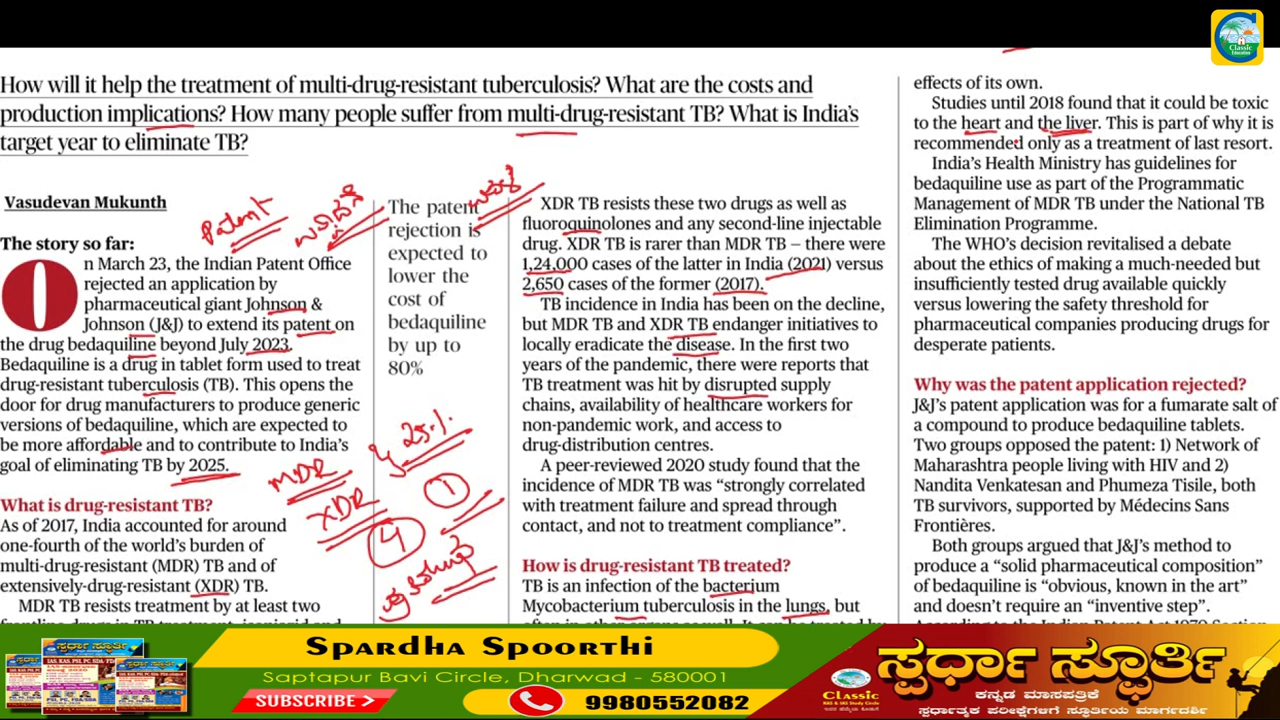 Classic
Education
How will it help the treatment of multi-drug-resistant tuberculosis? What are the costs and
production implications? How many people suffer from multi-drug-resistant TB? What is India's
target year to eliminate TB?
Vasudevan Mukunth
The story so far:
On March 23, the Indian Patent Office
rejected an application by
pharmaceutical giant Johnson &
Johnson (J&J) to extend its patent on
the drug bedaquiline beyond July 2023.
Bedaquiline is a drug in tablet form used to treat
drug-resistant tuberculosis (TB). This opens the
door for drug manufacturers to produce generic
versions of bedaquiline, which are expected to
be more affordable and to contribute to India's
goal of eliminating TB by 2025.
What is drug-resistant TB?
As of 2017, India accounted for around
one-fourth of the world's burden of
multi-drug-resistant (MDR) TB and of
extensively-drug-resistant (XDR) TB.
MDR TB resists treatment by at least two
Patent
The patent
rejection is
expected to
lower the
cost of
bedaquiline
by up to
80%
25%
MDR
XDR
1
4
XDR TB resists these two drugs as well as
fluoroquinolones and any second-line injectable
drug. XDR TB is rarer than MDR TB – there were
1,24,000 cases of the latter in India (2021) versus
2,650 cases of the former (2017).
TB incidence in India has been on the decline,
but MDR TB and XDR TB endanger initiatives to
locally eradicate the disease. In the first two
years of the pandemic, there were reports that
TB treatment was hit by disrupted supply
chains, availability of healthcare workers for
non-pandemic work, and access to
drug-distribution centres.
A peer-reviewed 2020 study found that the
incidence of MDR TB was "strongly correlated
with treatment failure and spread through
contact, and not to treatment compliance".
How is drug-resistant TB treated?
TB is an infection of the bacterium
Mycobacterium tuberculosis in the lungs, but
effects of its own.
Studies until 2018 found that it could be toxic
to the heart and the liver. This is part of why it is
recommended only as a treatment of last resort.
India's Health Ministry has guidelines for
bedaquiline use as part of the Programmatic
Management of MDR TB under the National TB
Elimination Programme.
The WHO's decision revitalised a debate
about the ethics of making a much-needed but
insufficiently tested drug available quickly
versus lowering the safety threshold for
pharmaceutical companies producing drugs for
desperate patients.
Why was the patent application rejected?
J&J's patent application was for a fumarate salt of
a compound to produce bedaquiline tablets.
Two groups opposed the patent: 1) Network of
Maharashtra people living with HIV and 2)
Nandita Venkatesan and Phumeza Tisile, both
TB survivors, supported by Médecins Sans
Frontières.
Both groups argued that J&J's method to
produce a "solid pharmaceutical composition"
of bedaquiline is "obvious, known in the art"
and doesn't require an "inventive step".
Spardha Spoorthi
Saptapur Bavi Circle, Dharwad - 580001
SUBSCRIBE
9980552082
ಸ್ಪರ್ಧಾ ಸ್ಫೂರ್ತಿ
Classic
ಕನ್ನಡ ಮಾಸಪತ್ರಿಕೆ
ಸ್ಪರ್ಧಾತ್ಮಕ ಪರೀಕ್ಷೆಗಳಿಗೆ ಸ್ಫೂರ್ತಿಯ ಮಾರ್ಗದರ್ಶಿ